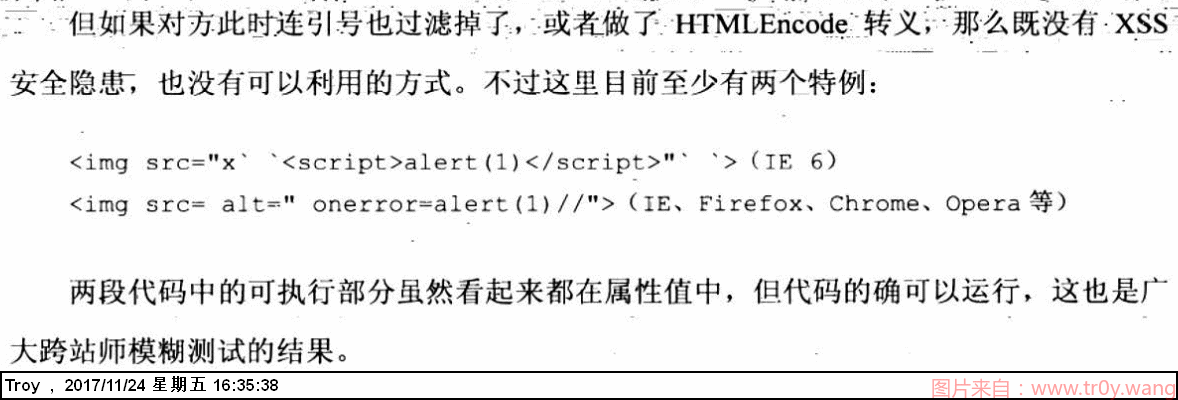 但如果对方此时连引号也过滤掉了，或者做了 HTMLEncode 转义，那么既没有 XSS
安全隐患，也没有可以利用的方式。不过这里目前至少有两个特例：
<img src="x` `<script>alert(1)</script>"` `>（IE 6）
<img src= alt=" onerror=alert(1)//">（IE、Firefox、Chrome、Opera 等）
两段代码中的可执行部分虽然看起来都在属性值中，但代码的确可以运行，这也是广
大跨站师模糊测试的结果。
Troy , 2017/11/24 星期五 16:35:38
图片来自：www.tr0y.wang